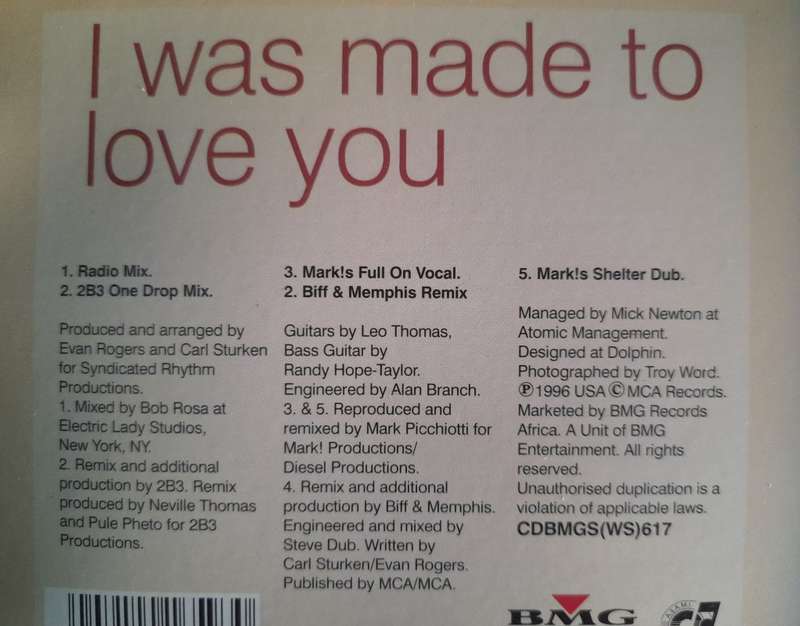 I was made to
love you
1. Radio Mix.
2. 2B3 One Drop Mix.
Produced and arranged by
Evan Rogers and Carl Sturken
for Syndicated Rhythm
Productions.
1. Mixed by Bob Rosa at
Electric Lady Studios,
New York, NY.
2. Remix and additional
production by 2B3. Remix
produced by Neville Thomas
and Pule Pheto for 2B3
Productions.
3. Mark!s Full On Vocal.
2. Biff & Memphis Remix
Guitars by Leo Thomas,
Bass Guitar by
Randy Hope-Taylor.
Engineered by Alan Branch.
3. & 5. Reproduced and
remixed by Mark Picchiotti for
Mark! Productions/
Diesel Productions.
4. Remix and additional
production by Biff & Memphis.
Engineered and mixed by
Steve Dub. Written by
Carl Sturken/Evan Rogers.
Published by MCA/MCA.
5. Mark!s Shelter Dub.
Managed by Mick Newton at
Atomic Management.
Designed at Dolphin.
Photographed by Troy Word.
℗1996 USA ©MCA Records.
Marketed by BMG Records
Africa. A Unit of BMG
Entertainment. All rights
reserved.
Unauthorised duplication is a
violation of applicable laws.
CDBMGS(WS)617
BMG